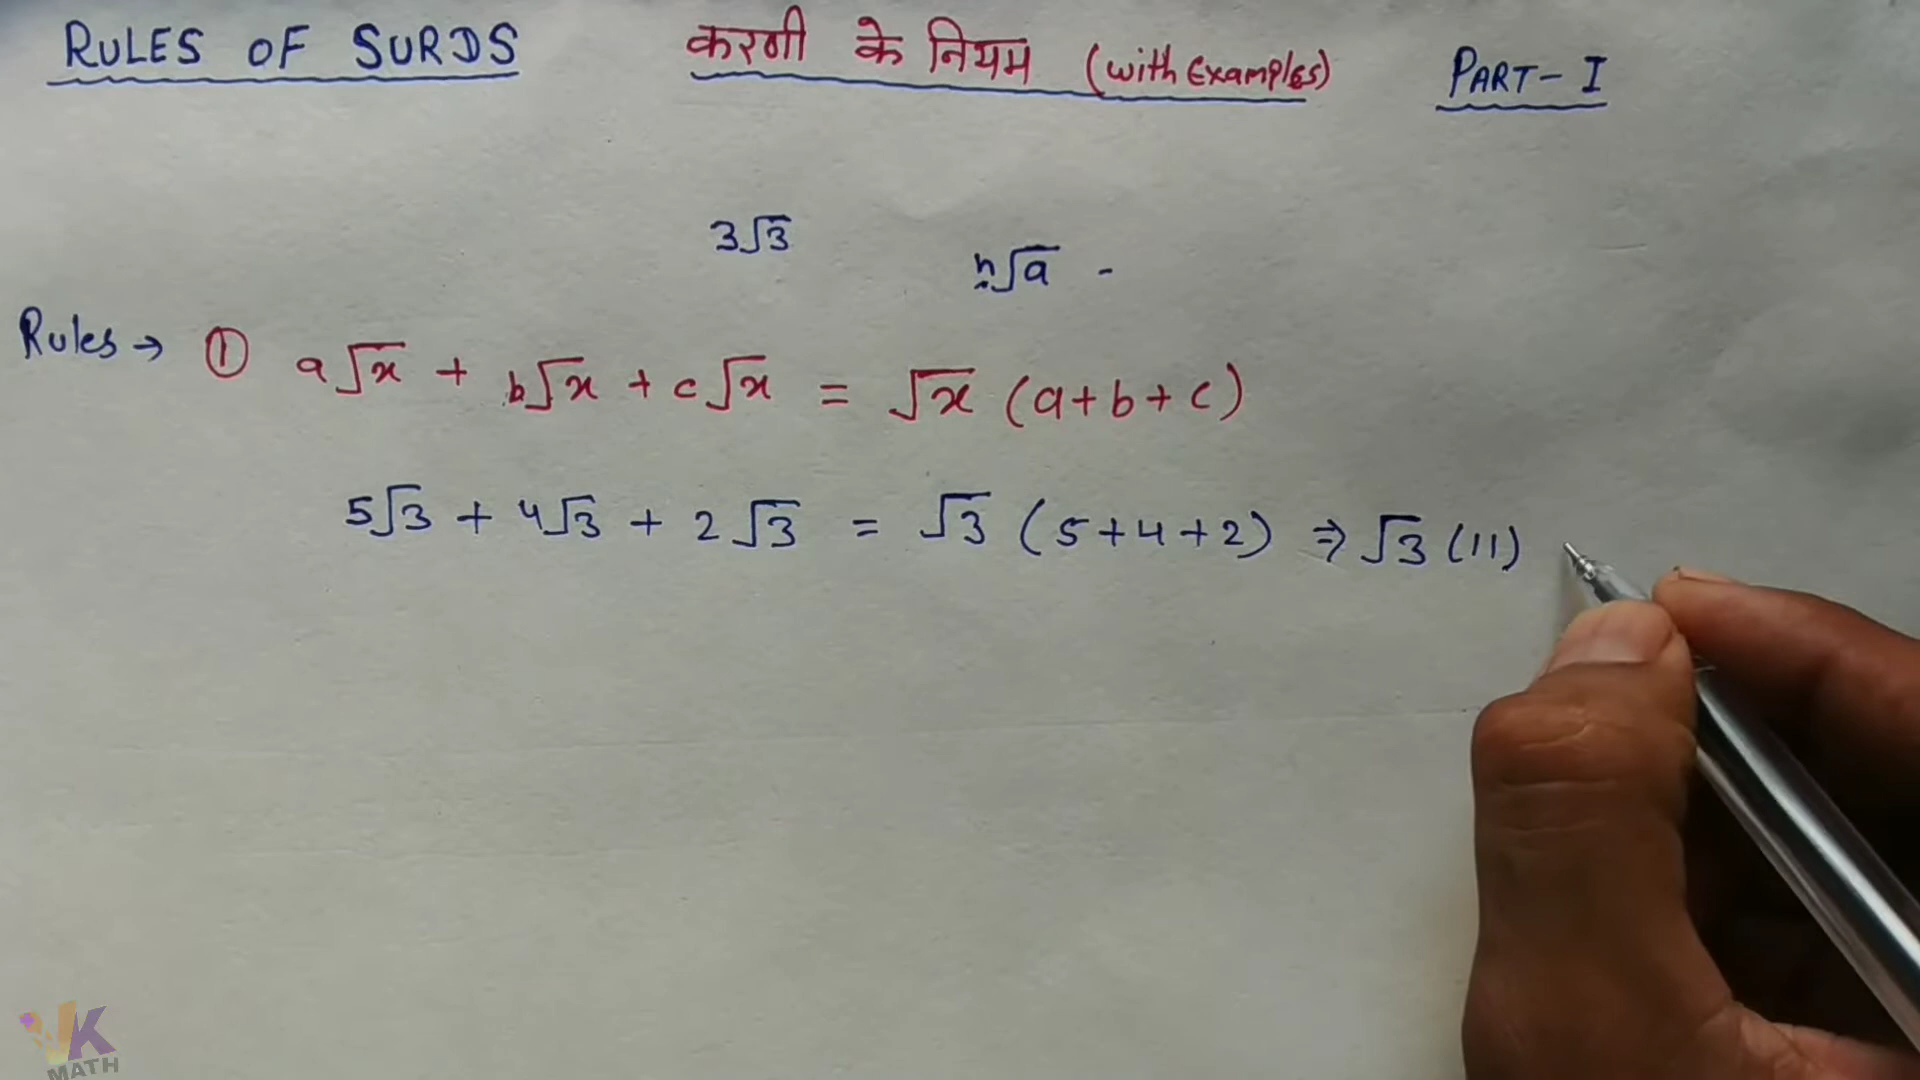 RULES OF SURDS करणी के नियम (with Examples) PART-I
3√3
n√a -
Rules → ① a√x + b√x + c√x = √x (a+b+c)
5√3 + 4√3 + 2√3 = √3 (5+4+2) ⇒ √3 (11)
VK
MATH